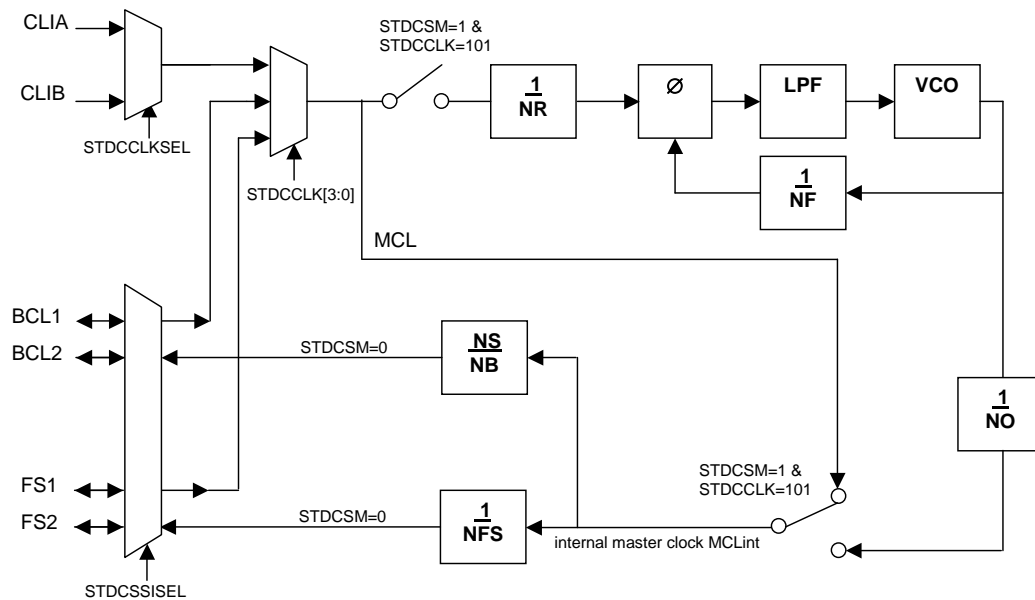 CLIA
CLIB
STDCCLKSEL
STDCCLK[3:0]
STDCSM=1 &
STDCCLK=101
1
NR
Ø
LPF
VCO
1
NF
MCL
BCL1
BCL2
STDCSM=0
NS
NB
1
NO
FS1
FS2
STDCSM=0
1
NFS
STDCSM=1 &
STDCCLK=101
internal master clock MCLint
STDCSSISEL